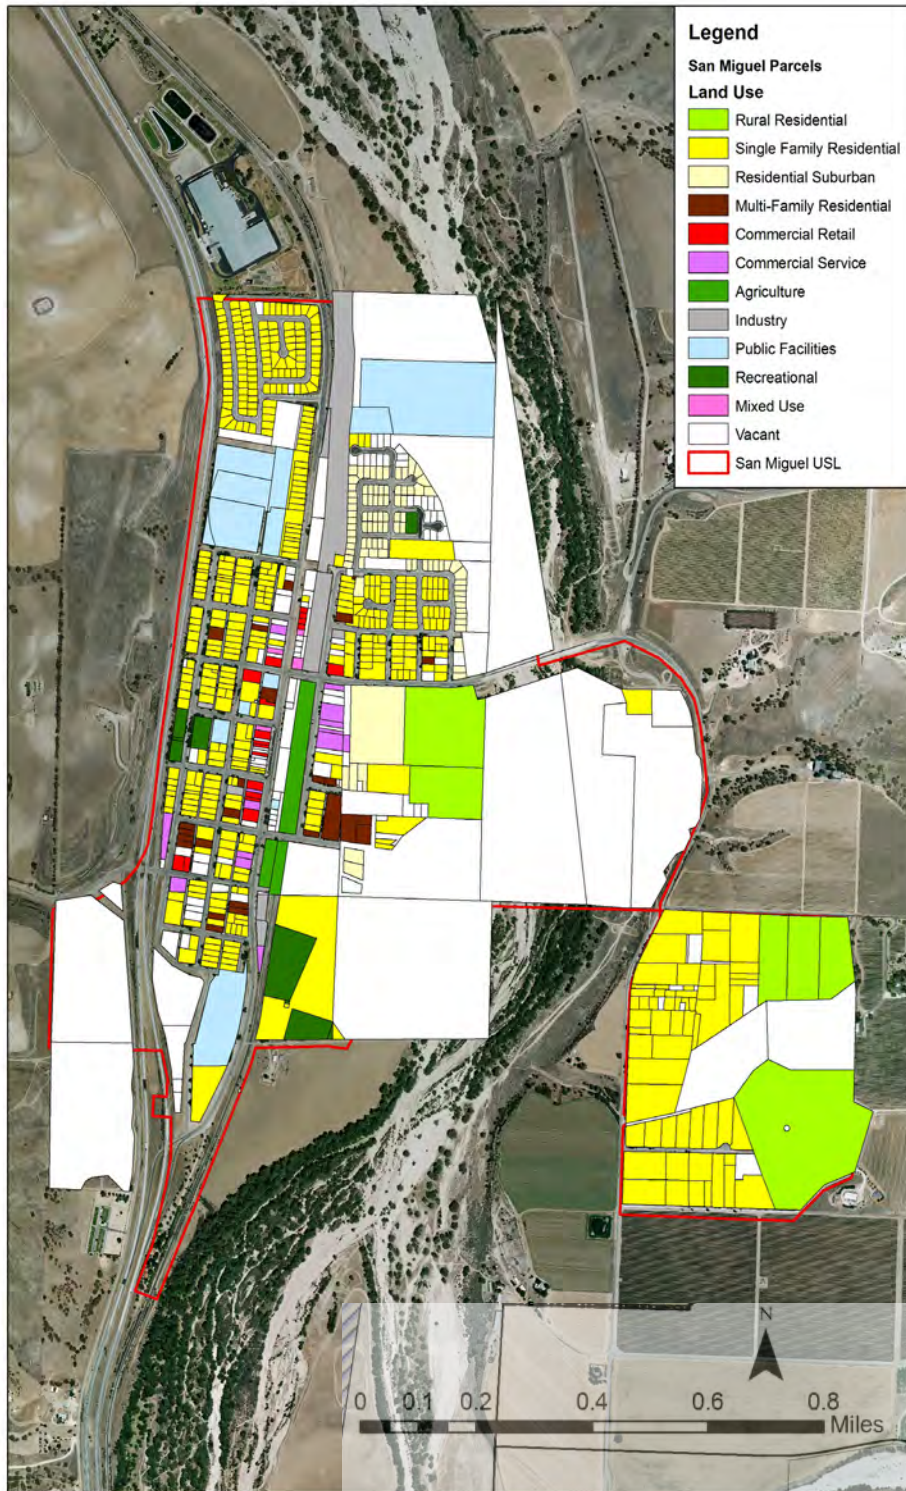 Legend
San Miguel Parcels
Land Use
Rural Residential
Single Family Residential
Residential Suburban
Multi-Family Residential
Commercial Retail
Commercial Service
Agriculture
Industry
Public Facilities
Recreational
Mixed Use
Vacant
San Miguel USL
N
0 0.1 0.2 0.4 0.6 0.8
Miles